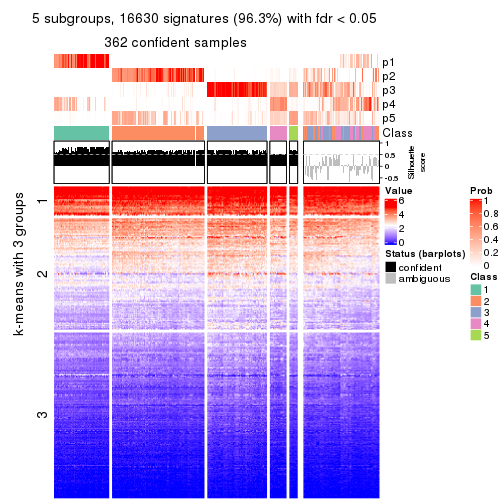 5 subgroups, 16630 signatures (96.3%) with fdr < 0.05
362 confident samples
p1
p2
p3
p4
p5
Class
1
0.5
0
-0.5
Silhouette
score
k-means with 3 groups
1
2
3
Value
6
4
2
0
Status (barplots)
confident
ambiguous
Prob
1
0.8
0.6
0.4
0.2
0
Class
1
2
3
4
5